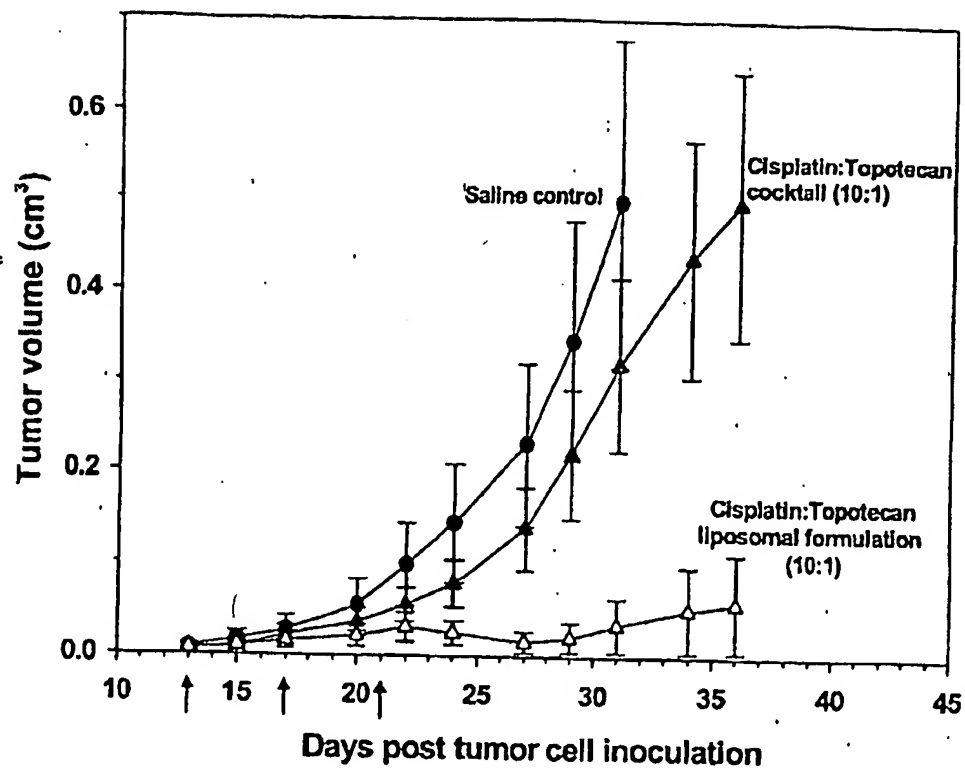 Tumor volume (cm³)
0.6
0.4
0.2
0.0
Saline control
Cisplatin:Topotecan
cocktail (10:1)
Cisplatin:Topotecan
liposomal formulation
(10:1)
10 15 20 25 30 35 40 45
Days post tumor cell inoculation